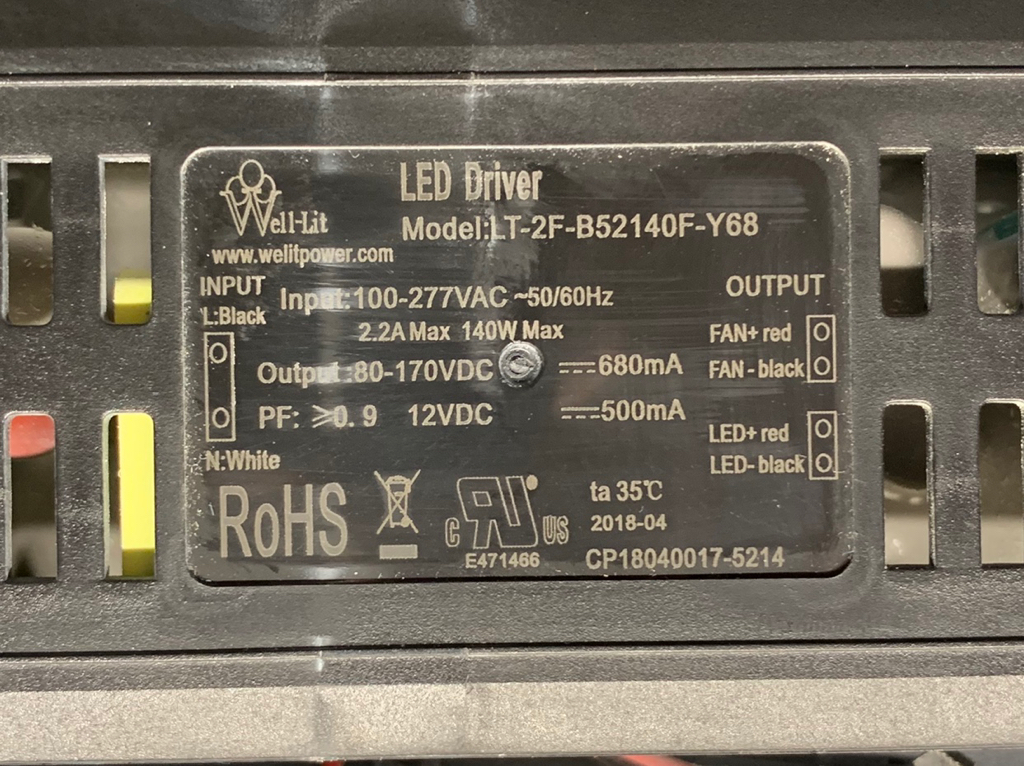 Well-Lit
www.welitpower.com
LED Driver
Model:LT-2F-B52140F-Y68
INPUT
L:Black
N:White
Input:100-277VAC ~50/60Hz
2.2A Max 140W Max
Output:80-170VDC ⎓680mA
PF: ≥0.9 12VDC ⎓500mA
OUTPUT
FAN+ red
FAN- black
LED+ red
LED- black
RoHS
C RU US
E471466
ta 35℃
2018-04
CP18040017-5214